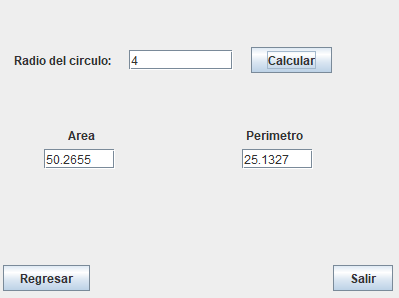 Radio del circulo: 4 Calcular
Area Perimetro
50.2655 25.1327
Regresar Salir